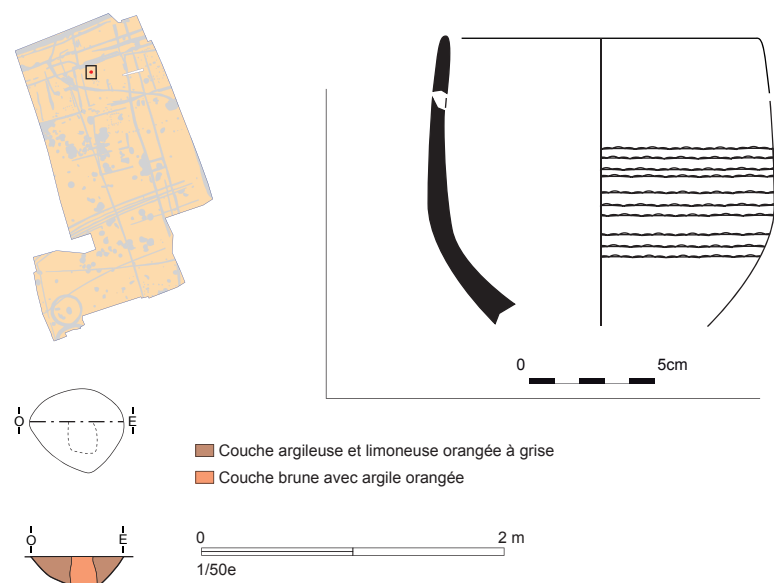 0 5cm
O E
Couche argileuse et limoneuse orangée à grise
Couche brune avec argile orangée
O E
0 2 m
1/50e